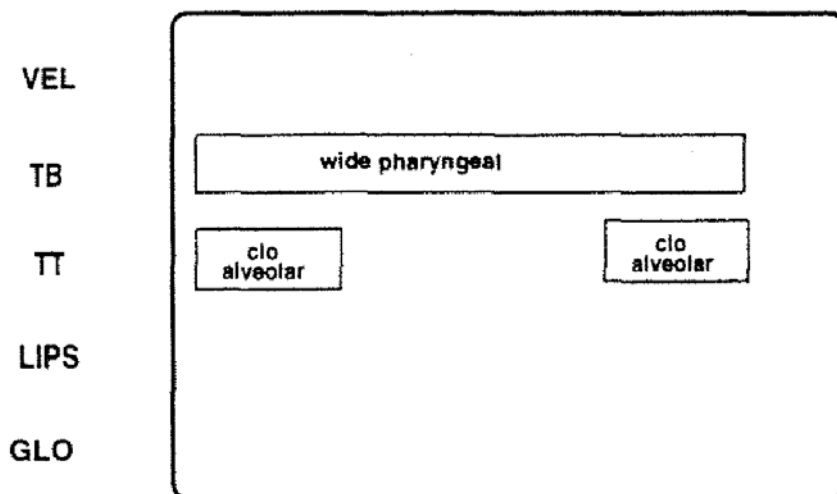 VEL
TB
wide pharyngeal
TT
clo
alveolar
clo
alveolar
LIPS
GLO